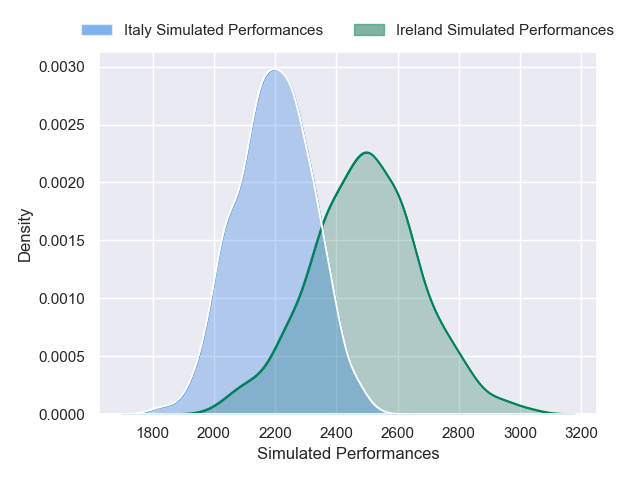 Italy Simulated Performances Ireland Simulated Performances
0.0030
0.0025
0.0020
0.0015
0.0010
0.0005
0.0000
Density
1800 2000 2200 2400 2600 2800 3000 3200
Simulated Performances